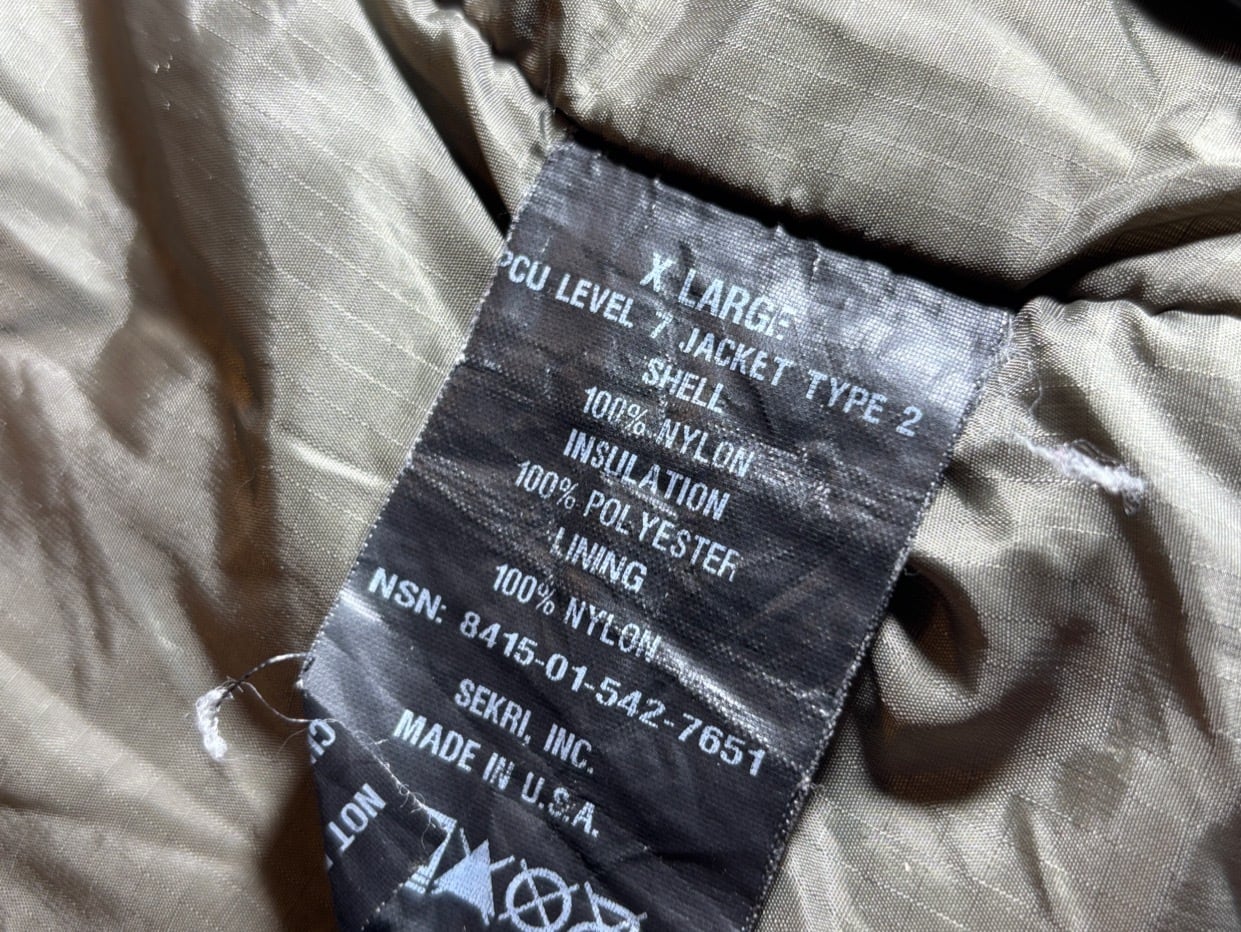 X LARGE
PCU LEVEL 7 JACKET TYPE 2
SHELL
100% NYLON
INSULATION
100% POLYESTER
LINING
100% NYLON
NSN: 8415-01-542-7651
SEKRI, INC.
MADE IN U.S.A.
NOT